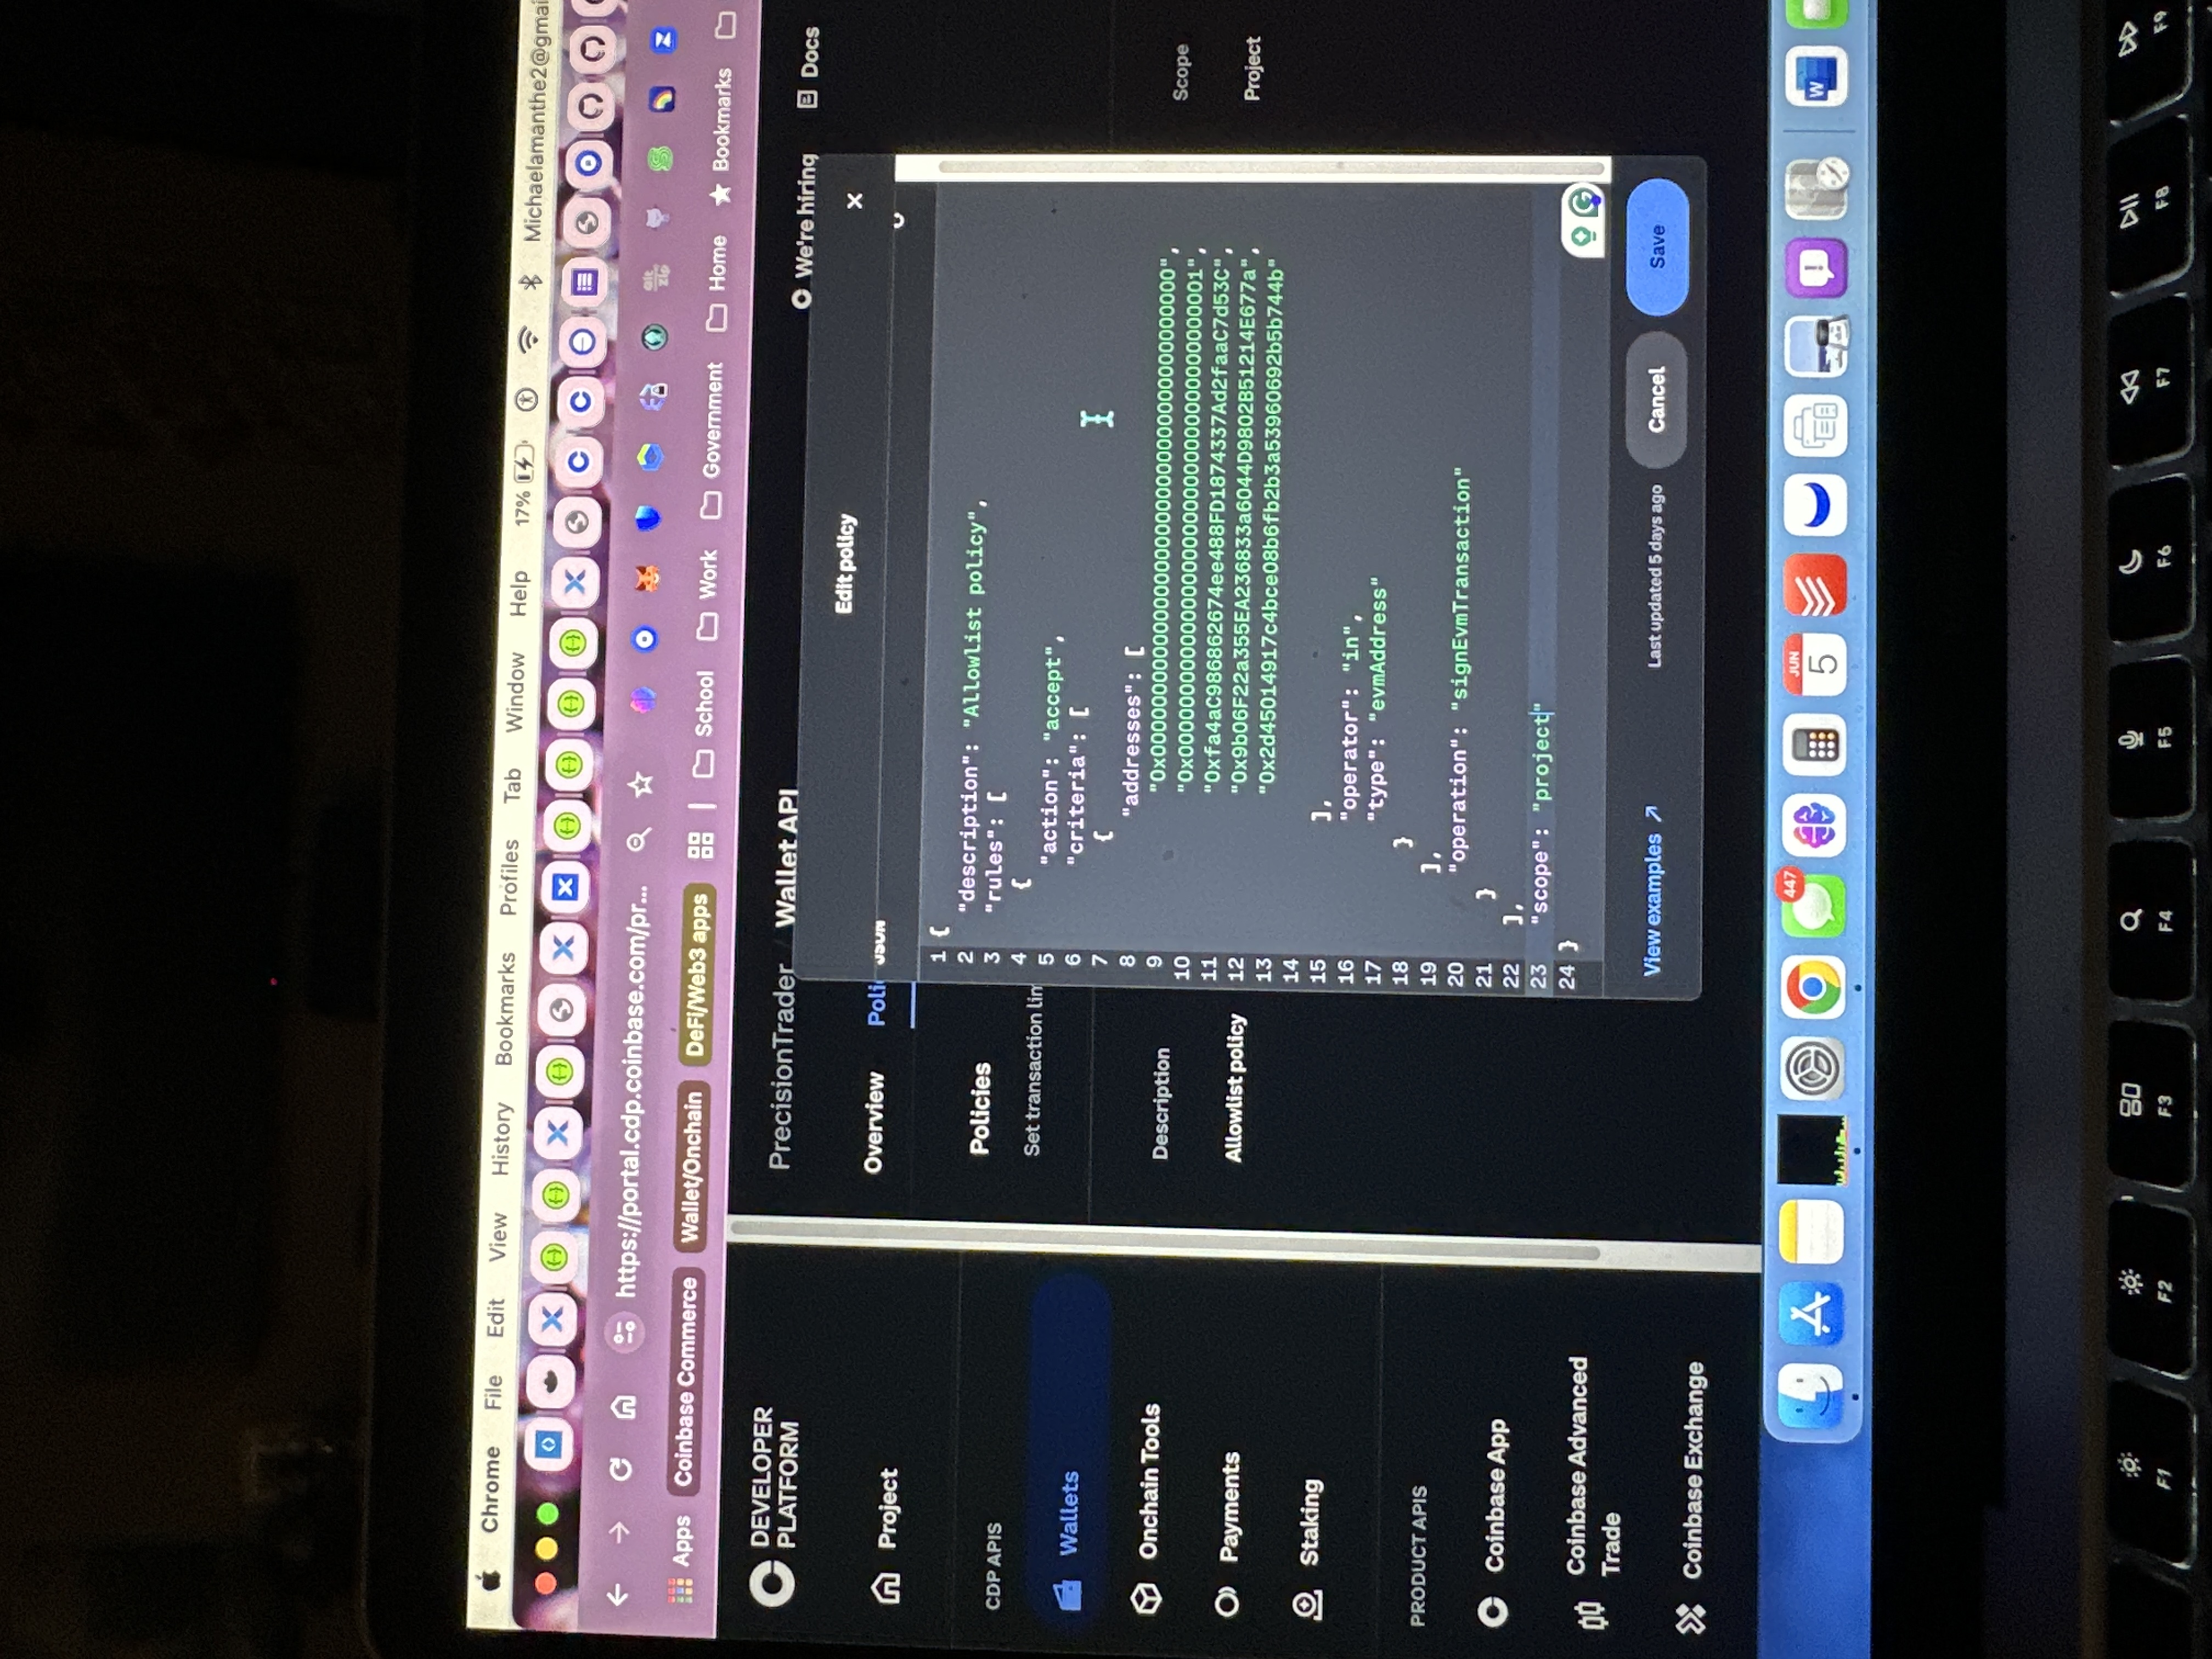 Chrome File Edit View History Bookmarks Profiles Tab Window Help 17% Michaelamanthe2@gmai
https://portal.cdp.coinbase.com/pr...
Apps Coinbase Commerce Wallet/Onchain DeFi/Web3 apps School Work Government Home Bookmarks
DEVELOPER
PLATFORM
Project
CDP APIS
Wallets
Onchain Tools
Payments
Staking
PRODUCT APIS
Coinbase App
Coinbase Advanced
Trade
Coinbase Exchange
PrecisionTrader / Wallet API
We're hiring
Docs
Overview
Poli
Policies
Set transaction lim
Description
Allowlist policy
Scope
Project
Edit policy
JSON
1 {
2 "description": "Allowlist policy",
3 "rules": [
4 {
5 "action": "accept",
6 "criteria": [
7 {
8 "addresses": [
9 "0x0000000000000000000000000000000000000000",
10 "0x0000000000000000000000000000000000000001",
11 "0xfa4aC986862674ee488FD1874337Ad2faaC7d53C",
12 "0x9b06F22a355EA236833a6044D9802B51214E677a",
13 "0x2d45014917c4bce08b6fb2b3a53960692b5b744b"
14
15 ],
16 "operator": "in",
17 "type": "evmAddress"
18 }
19 ],
20 "operation": "signEvmTransaction"
21 }
22 ],
23 "scope": "project"
24 }
View examples
Last updated 5 days ago
Cancel
Save
447
JUN
5
W
F1 F2 F3 F4 F5 F6 F7 F8 F9